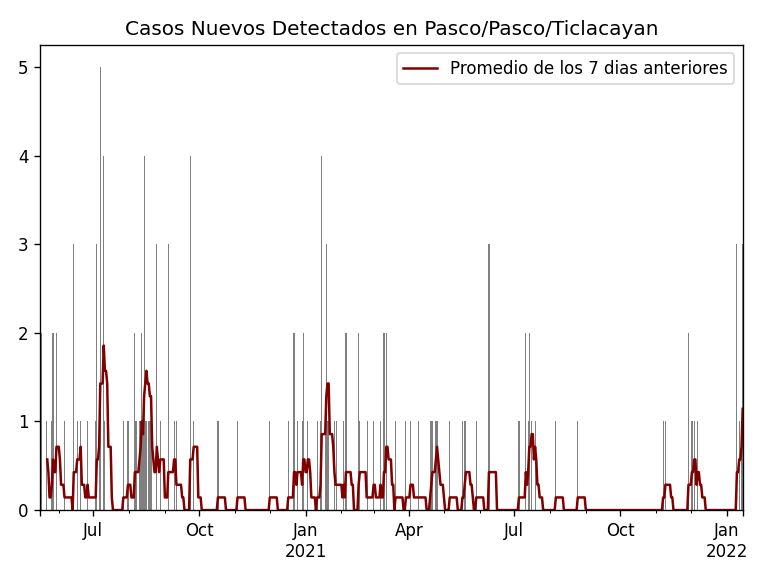 Casos Nuevos Detectados en Pasco/Pasco/Ticlacayan
Promedio de los 7 dias anteriores
5
4
3
2
1
0
Jul Oct Jan Apr Jul Oct Jan
2021 2022